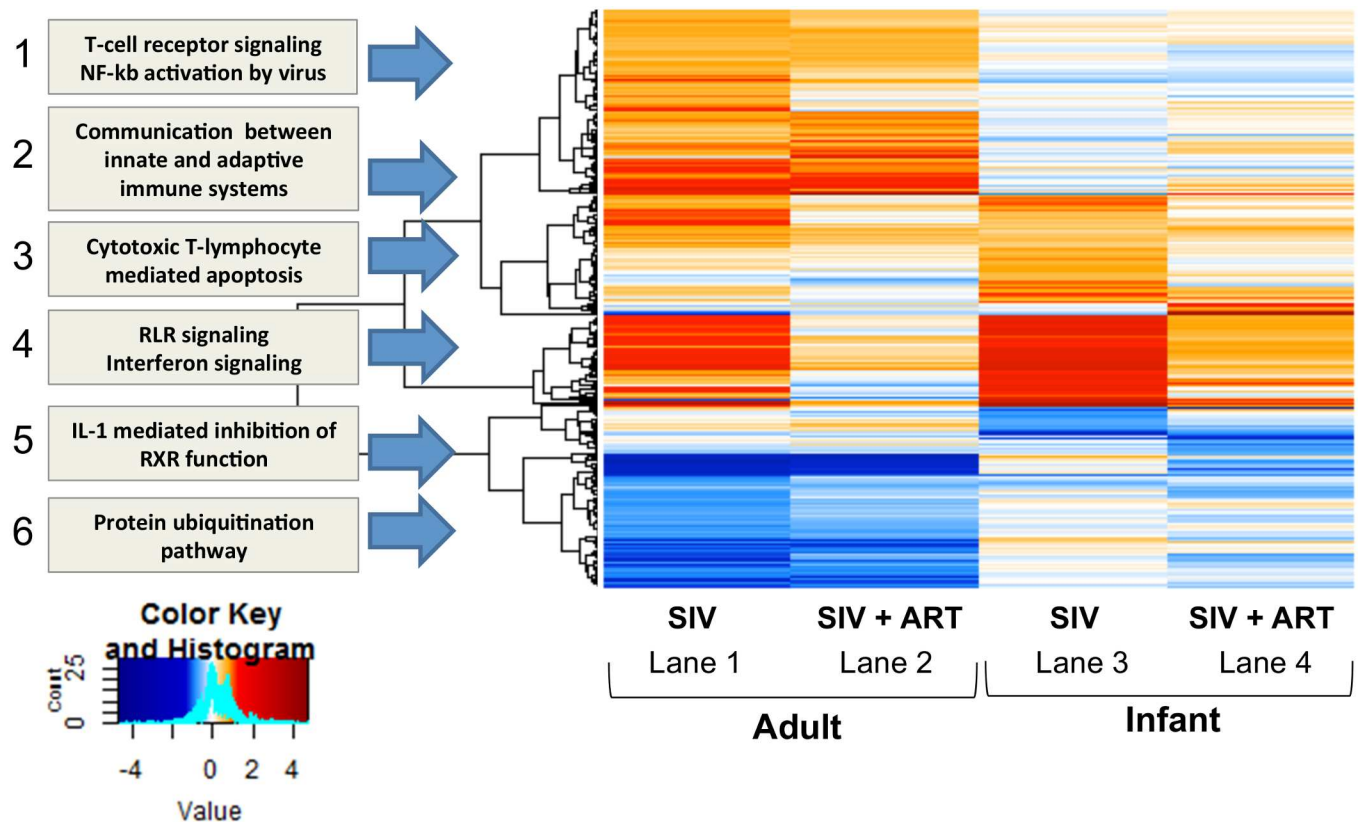 1
T-cell receptor signaling
NF-kb activation by virus
2
Communication between
innate and adaptive
immune systems
3
Cytotoxic T-lymphocyte
mediated apoptosis
4
RLR signaling
Interferon signaling
5
IL-1 mediated inhibition of
RXR function
6
Protein ubiquitination
pathway
SIV
SIV + ART
SIV
SIV + ART
Lane 1
Lane 2
Lane 3
Lane 4
Adult
Infant
Color Key
and Histogram
Count
0
25
-4
0
2
4
Value